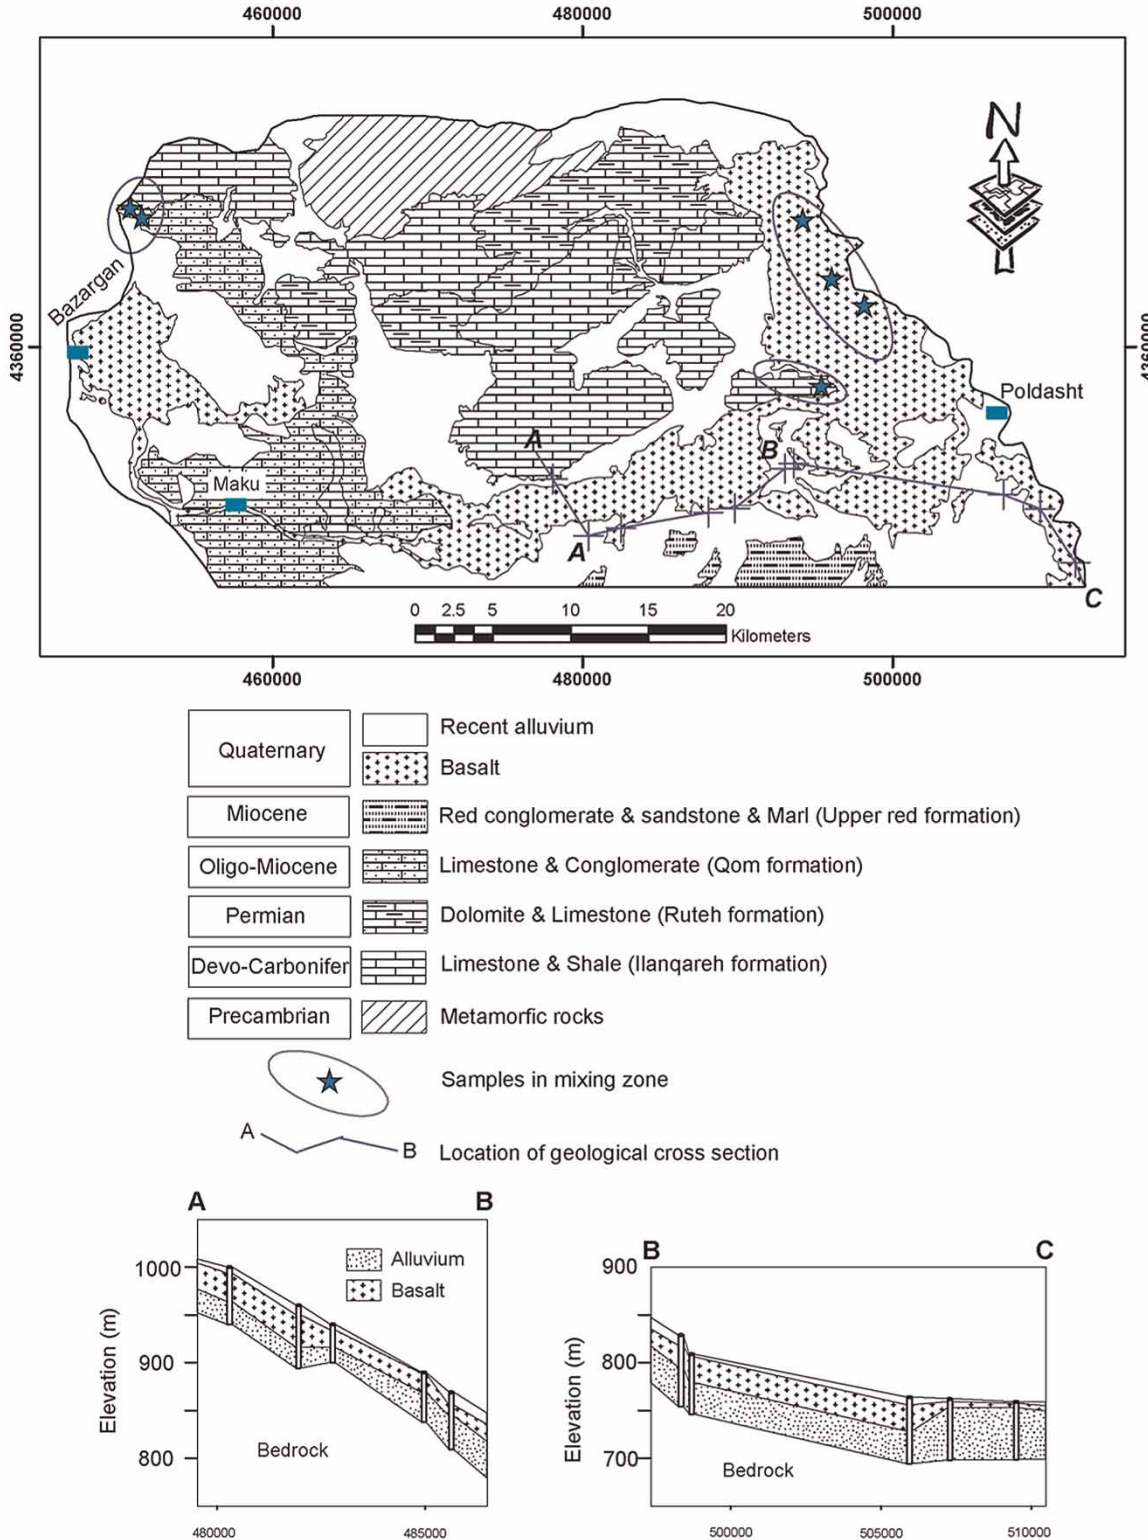 460000 480000 500000
N
Bazargan
4360000
4360000
Poldasht
A
B
Maku
A
C
0 2.5 5 10 15 20
Kilometers
460000 480000 500000
Quaternary
Recent alluvium
Basalt
Miocene
Red conglomerate & sandstone & Marl (Upper red formation)
Oligo-Miocene
Limestone & Conglomerate (Qom formation)
Permian
Dolomite & Limestone (Ruteh formation)
Devo-Carbonifer
Limestone & Shale (Ilanqareh formation)
Precambrian
Metamorfic rocks
Samples in mixing zone
A B
Location of geological cross section
A B
Alluvium
Basalt
1000
900
800
Elevation (m)
Bedrock
480000 485000
B C
900
800
700
Elevation (m)
Bedrock
500000 505000 510000